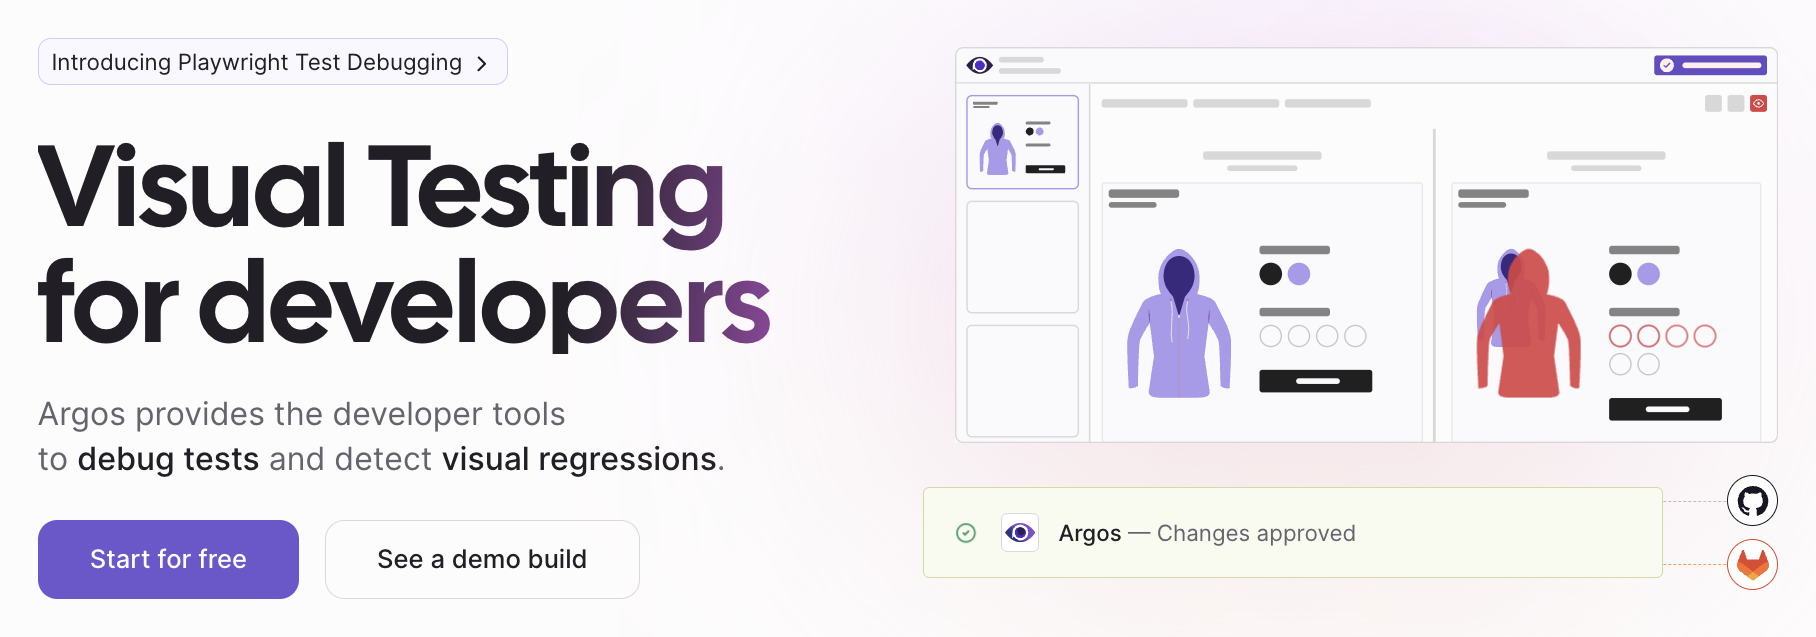 Introducing Playwright Test Debugging
Visual Testing
for developers
Argos provides the developer tools
to debug tests and detect visual regressions.
Start for free
See a demo build
Argos — Changes approved